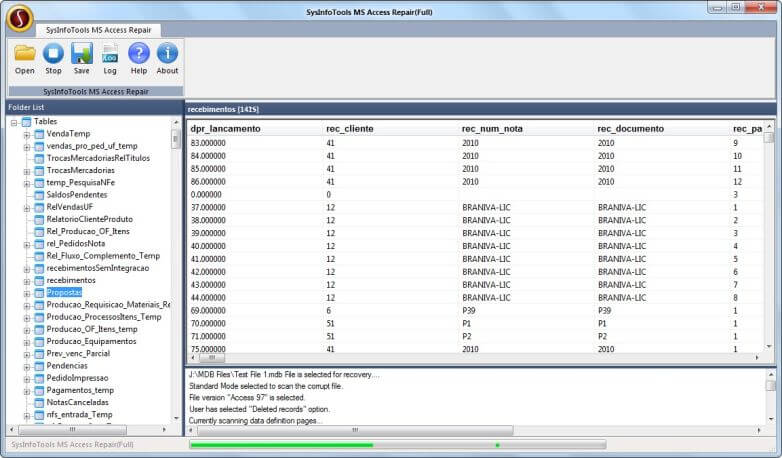 SysInfoTools MS Access Repair(Full)
SysInfoTools MS Access Repair
Open Stop Save Log Help About
LOG
SysInfoTools MS Access Repair
Folder List
Tables
VendaTemp
vendas_pro_ped_uf_temp
TrocasMercadoriasRelTitulos
TrocasMercadorias
temp_PesquisaNFe
SaldosPendentes
RelVendasUF
RelatorioClienteProduto
Rel_Producao_OF_Itens
rel_PedidosNota
Rel_Fluxo_Complemento_Temp
recebimentosSemIntegracao
recebimentos
Propostas
Producao_Requisicao_Materiais_Re
Producao_ProcessosItens_Temp
Producao_OF_Itens_temp
Producao_Equipamentos
Prev_venc_Parcial
Pendencias
PedidoImpressao
Pagamentos_temp
NotasCanceladas
nfs_entrada_Temp
recebimentos [1425]
dpr_lancamento rec_cliente rec_num_nota rec_documento rec_pa
83.000000 41 2010 2010 9
84.000000 41 2010 2010 10
85.000000 41 2010 2010 11
86.000000 41 2010 2010 12
0.000000 0 3
37.000000 12 BRANIVA-LIC BRANIVA-LIC 1
38.000000 12 BRANIVA-LIC BRANIVA-LIC 2
39.000000 12 BRANIVA-LIC BRANIVA-LIC 3
40.000000 12 BRANIVA-LIC BRANIVA-LIC 4
41.000000 12 BRANIVA-LIC BRANIVA-LIC 5
42.000000 12 BRANIVA-LIC BRANIVA-LIC 6
43.000000 12 BRANIVA-LIC BRANIVA-LIC 7
44.000000 12 BRANIVA-LIC BRANIVA-LIC 8
69.000000 6 P39 P39 1
70.000000 51 P1 P1 1
71.000000 51 P2 P2 1
75.000000 41 2010 2010 1
J:\MDB Files\Test File 1.mdb File is selected for recovery....
Standard Mode selected to scan the corrupt file.
File version "Access 97" is selected.
User has selected "Deleted records" option.
Currently scanning data definition pages...
SysInfoTools MS Access Repair(Full)